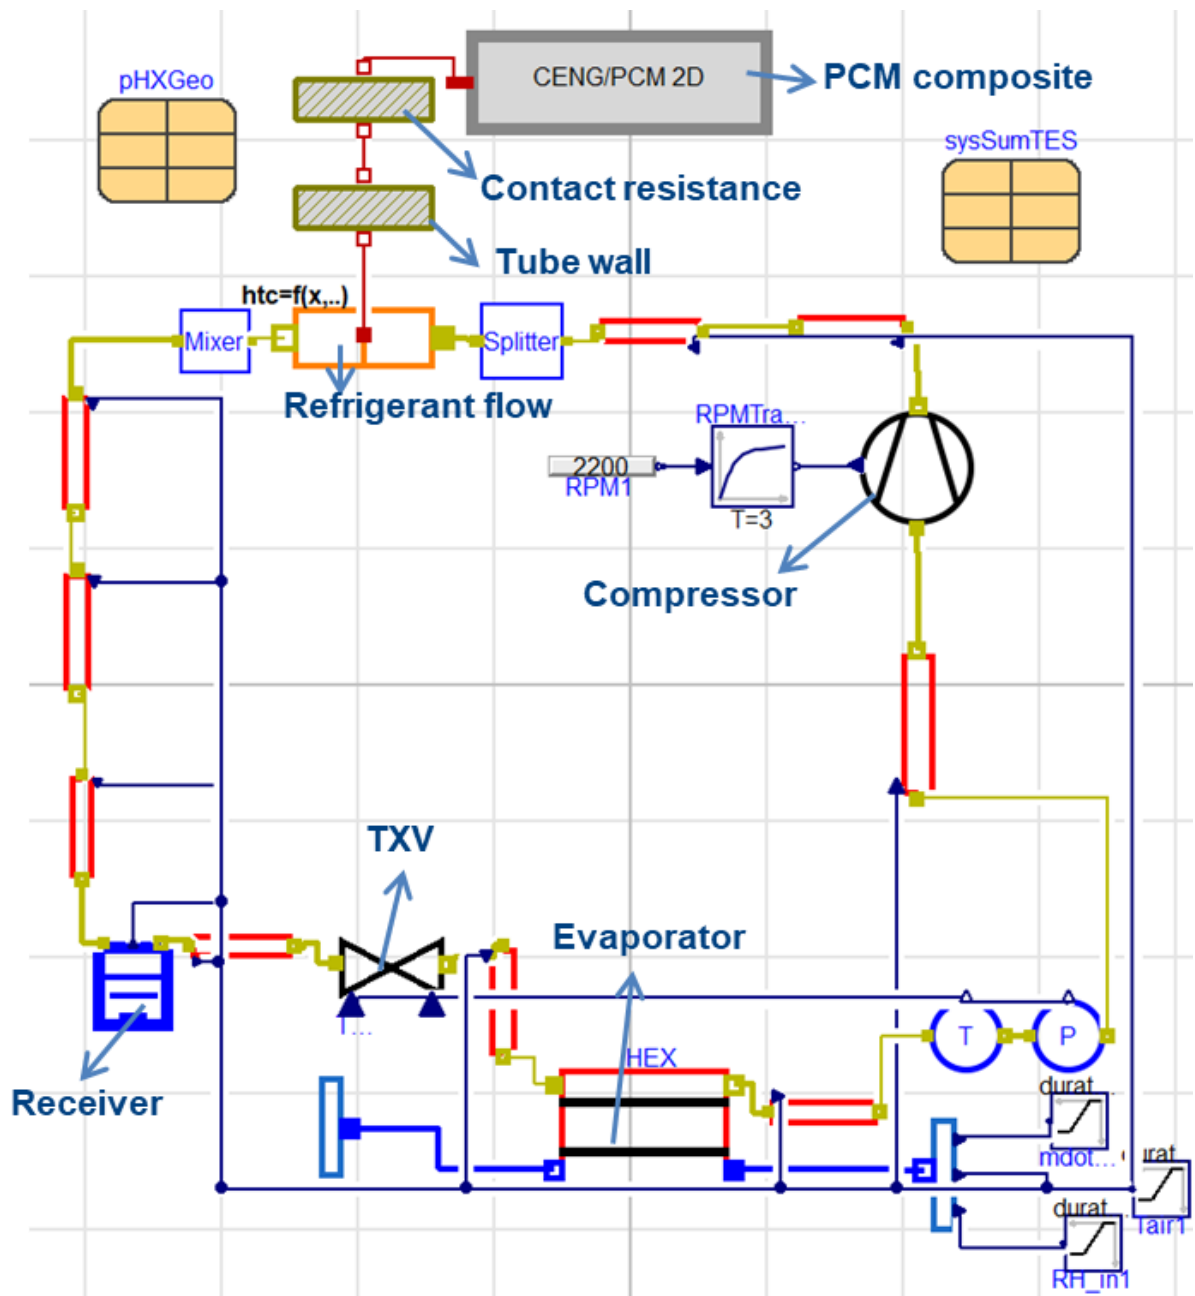 pHXGeo
CENG/PCM 2D
PCM composite
sysSumTES
Contact resistance
Tube wall
htc=f(x,..)
Mixer
Splitter
Refrigerant flow
RPMTra...
2200
RPM1
T=3
Compressor
TXV
Evaporator
T...
T
P
HEX
Receiver
durat...
mdot...
durat
Tair1
durat...
RH_in1